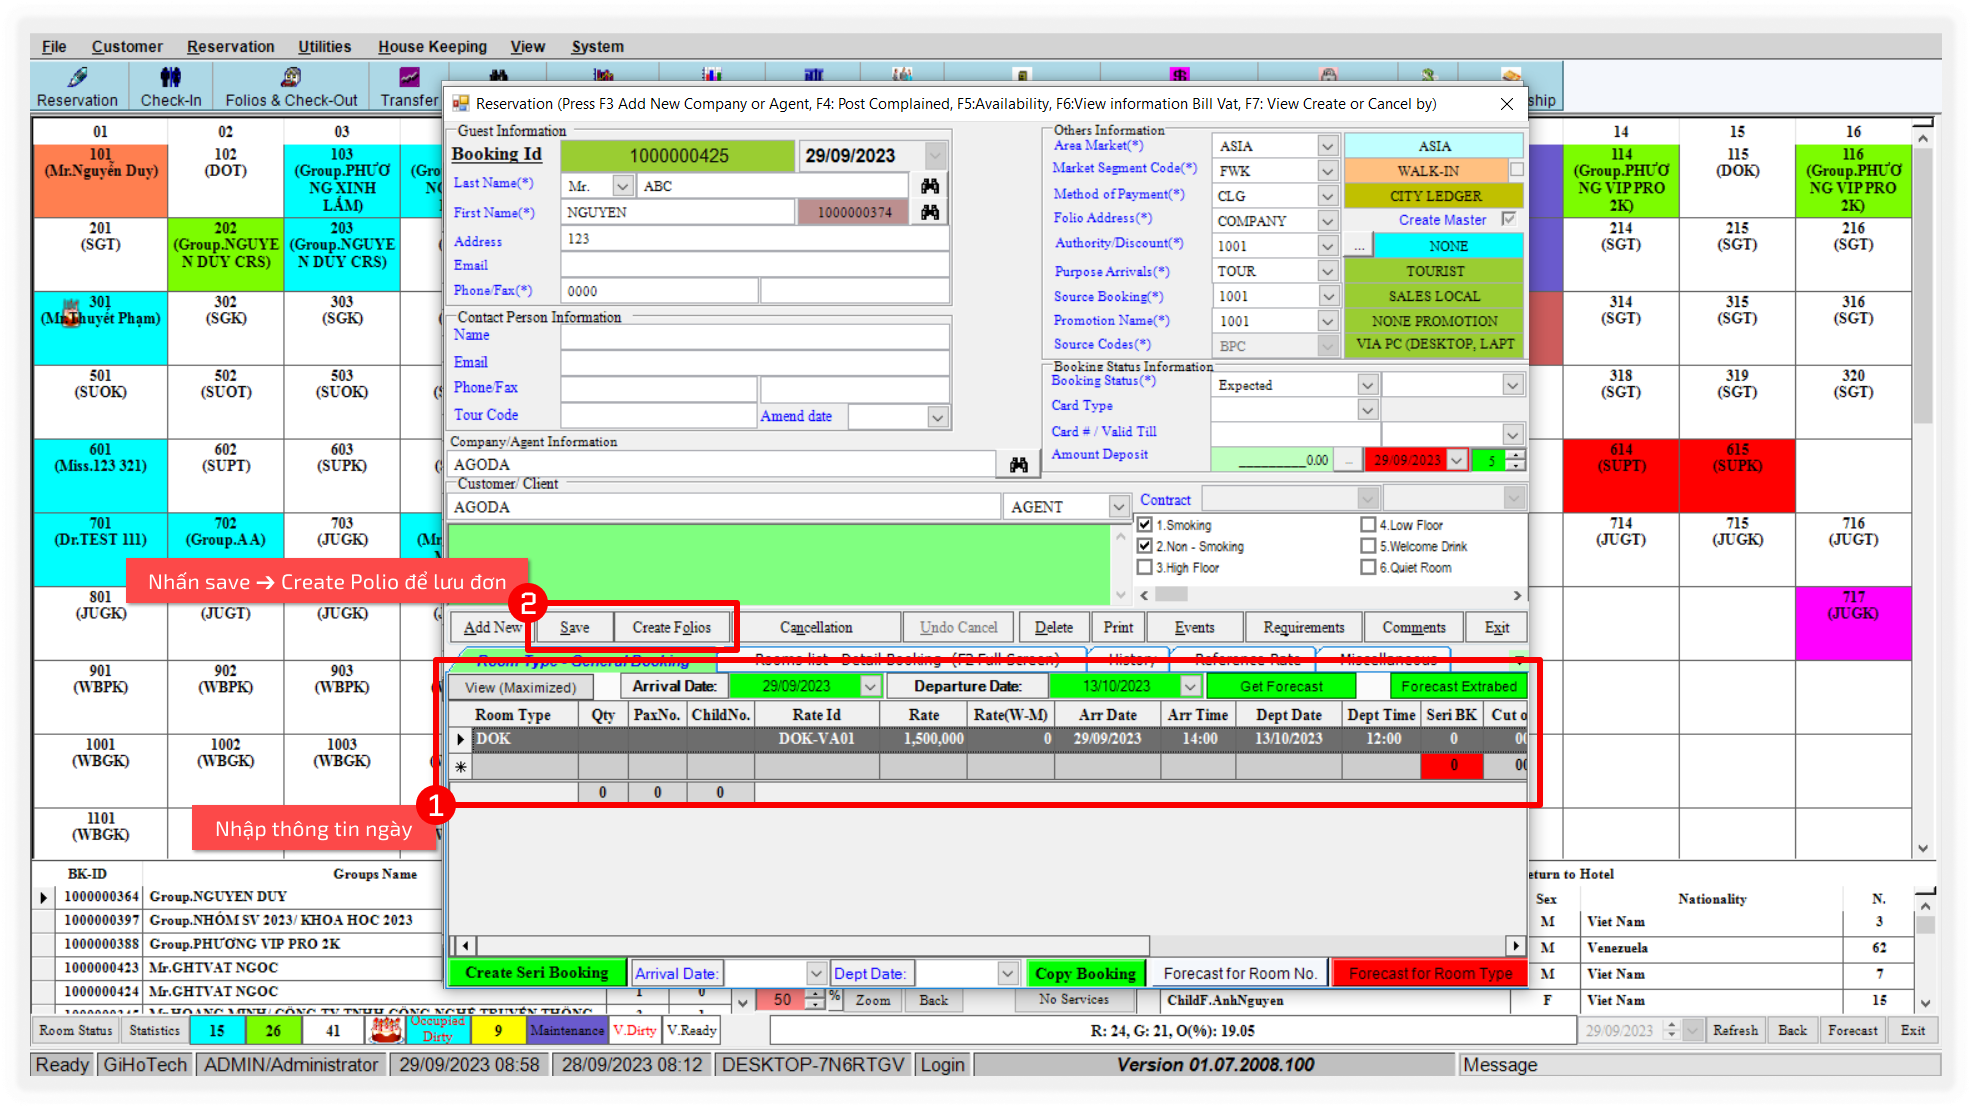 File Customer Reservation Utilities House Keeping View System
Reservation Check-In Folios & Check-Out Transfer ship
Reservation (Press F3 Add New Company or Agent, F4: Post Complained, F5:Availability, F6:View information Bill Vat, F7: View Create or Cancel by)
01 02 03 14 15 16
101 102 103 114 115 116
(Mr.Nguyễn Duy) (DOT) (Group.PHƯƠ NG XINH LẮM) (Gro (Group.PHƯƠ NG VIP PRO 2K) (DOK) (Group.PHƯƠ NG VIP PRO 2K)
201 202 203 214 215 216
(SGT) (Group.NGUYE N DUY CRS) (Group.NGUYE N DUY CRS) (SGT) (SGT) (SGT)
301 302 303 314 315 316
(Mr.Thuyết Phạm) (SGK) (SGK) (SGT) (SGT) (SGT)
501 502 503 318 319 320
(SUOK) (SUOT) (SUOK) (SGT) (SGT) (SGT)
601 602 603 614 615
(Miss.123 321) (SUPT) (SUPK) (SUPT) (SUPK)
701 702 703 714 715 716
(Dr.TEST 111) (Group.AA) (JUGK) (Mr (JUGT) (JUGK) (JUGT)
801 717
(JUGK) (JUGT) (JUGK) (JUGK)
901 902 903
(WBPK) (WBPK) (WBPK)
1001 1002 1003
(WBGK) (WBGK) (WBGK)
1101
(WBGK)
Guest Information
Booking Id 1000000425 29/09/2023
Last Name(*) Mr. ABC
First Name(*) NGUYEN 1000000374
Address 123
Email
Phone/Fax(*) 0000
Contact Person Information
Name
Email
Phone/Fax
Tour Code Amend date
Company/Agent Information
AGODA
Customer/ Client
AGODA AGENT
Others Information
Area Market(*) ASIA ASIA
Market Segment Code(*) FWK WALK-IN
Method of Payment(*) CLG CITY LEDGER
Folio Address(*) COMPANY Create Master
Authority/Discount(*) 1001 ... NONE
Purpose Arrivals(*) TOUR TOURIST
Source Booking(*) 1001 SALES LOCAL
Promotion Name(*) 1001 NONE PROMOTION
Source Codes(*) BPC VIA PC (DESKTOP, LAPT
Booking Status Information
Booking Status(*) Expected
Card Type
Card # / Valid Till
Amount Deposit _________0.00 ... 29/09/2023 5
Contract
1.Smoking 4.Low Floor
2.Non - Smoking 5.Welcome Drink
3.High Floor 6.Quiet Room
Nhấn save ➔ Create Polio để lưu đơn
2
Add New Save Create Folios Cancellation Undo Cancel Delete Print Events Requirements Comments Exit
Room Type - General Booking Rooms list - Detail Booking (F2 Full Screen) History Reference Rate Miscellaneous
View (Maximized) Arrival Date: 29/09/2023 Departure Date: 13/10/2023 Get Forecast Forecast Extrabed
Room Type Qty PaxNo. ChildNo. Rate Id Rate Rate(W-M) Arr Date Arr Time Dept Date Dept Time Seri BK Cut o
DOK DOK-VA01 1,500,000 0 29/09/2023 14:00 13/10/2023 12:00 0 00
0 00
0 0 0
1
Nhập thông tin ngày
Create Seri Booking Arrival Date: Dept Date: Copy Booking Forecast for Room No. Forecast for Room Type
BK-ID Groups Name
1000000364 Group.NGUYEN DUY
1000000397 Group.NHÓM SV 2023/ KHOA HOC 2023
1000000388 Group.PHƯƠNG VIP PRO 2K
1000000423 Mr.GHTVAT NGOC
1000000424 Mr.GHTVAT NGOC 1 0
eturn to Hotel
Sex Nationality N.
M Viet Nam 3
M Venezuela 62
M Viet Nam 7
ChildF.AnhNguyen F Viet Nam 15
50 % Zoom Back No Services
Room Status Statistics 15 26 41 Occupied Dirty 9 Maintenance V.Dirty V.Ready R: 24, G: 21, O(%): 19.05 29/09/2023 Refresh Back Forecast Exit
Ready GiHoTech ADMIN/Administrator 29/09/2023 08:58 28/09/2023 08:12 DESKTOP-7N6RTGV Login Version 01.07.2008.100 Message